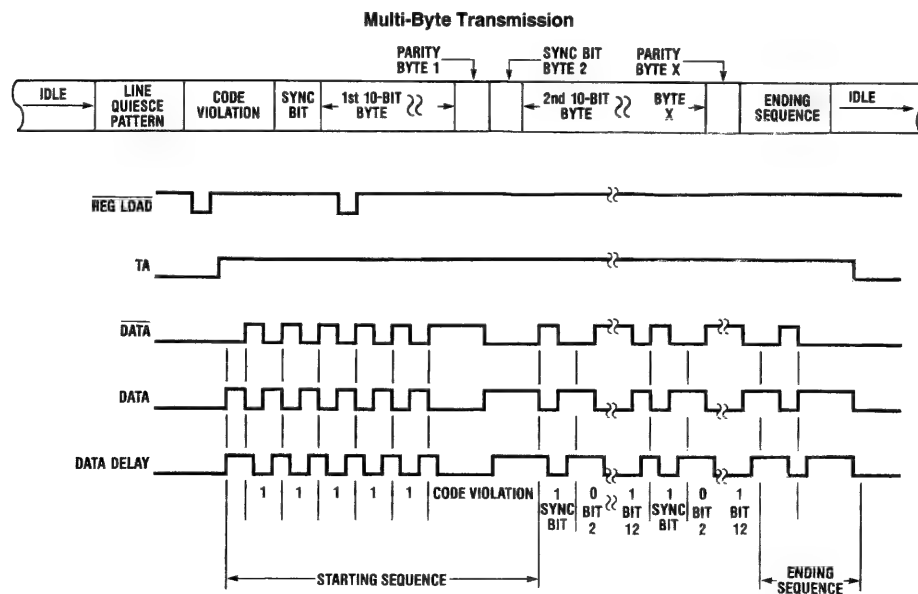 Multi-Byte Transmission
PARITY
BYTE 1
SYNC BIT
BYTE 2
PARITY
BYTE X
IDLE
LINE
QUIESCE
PATTERN
CODE
VIOLATION
SYNC
BIT
1st 10-BIT
BYTE
2nd 10-BIT
BYTE
BYTE
X
ENDING
SEQUENCE
IDLE
REG LOAD
TA
DATA
DATA
DATA DELAY
1 1 1 1 1 CODE VIOLATION
1
SYNC
BIT
0
BIT
2
1
BIT
12
1
SYNC
BIT
0
BIT
2
1
BIT
12
STARTING SEQUENCE
ENDING
SEQUENCE